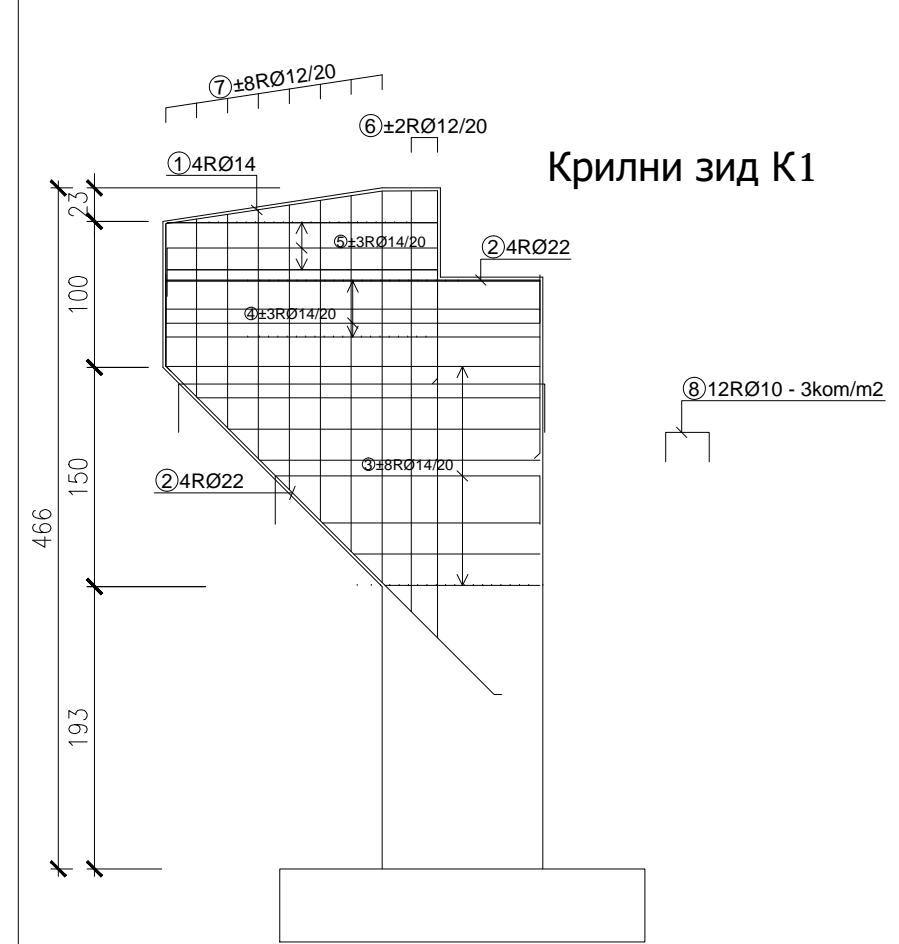 ⑦±8RØ12/20
⑥±2RØ12/20
①4RØ14
Крилни зид К1
23
⑤±3RØ14/20
②4RØ22
100
④±3RØ14/20
⑧12RØ10 - 3kom/m2
③±8RØ14/20
②4RØ22
150
466
193